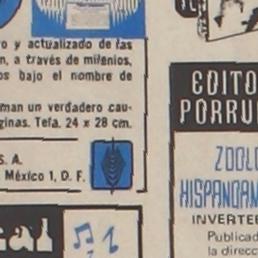 o y actualizado de las
n, a través de milenios,
os bajo el nombre de
man un verdadero cau-
ginas. Tela. 24 x 28 cm.
S.A.
México 1, D. F.
EDITO
PORRU
ZOOLO
HISPANOAM
INVERTE
Publicad
la direcc